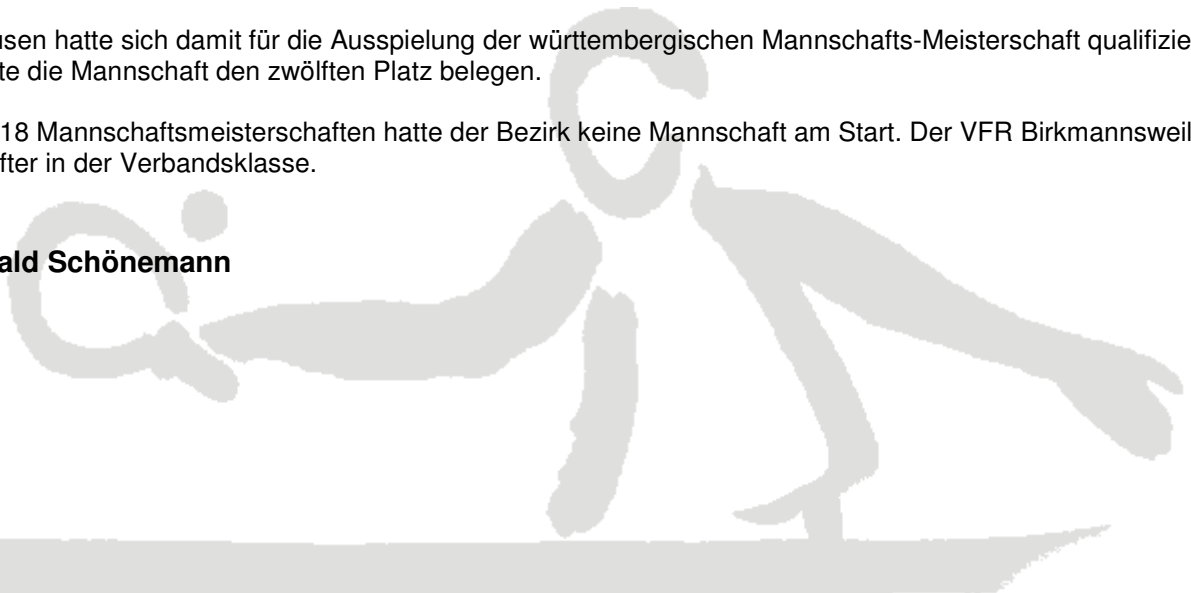 usen hatte sich damit für die Ausspielung der württembergischen Mannschafts-Meisterschaft qualifizie
te die Mannschaft den zwölften Platz belegen.
18 Mannschaftsmeisterschaften hatte der Bezirk keine Mannschaft am Start. Der VFR Birkmannsweil
fter in der Verbandsklasse.
ald Schönemann